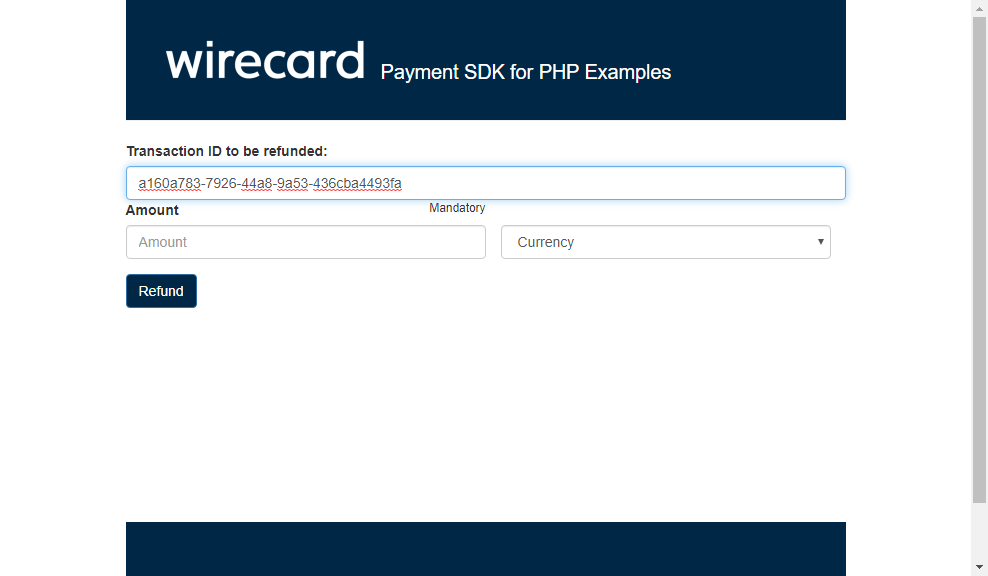 wirecard Payment SDK for PHP Examples
Transaction ID to be refunded:
a160a783-7926-44a8-9a53-436cba4493fa
Amount Mandatory
Amount Currency
Refund